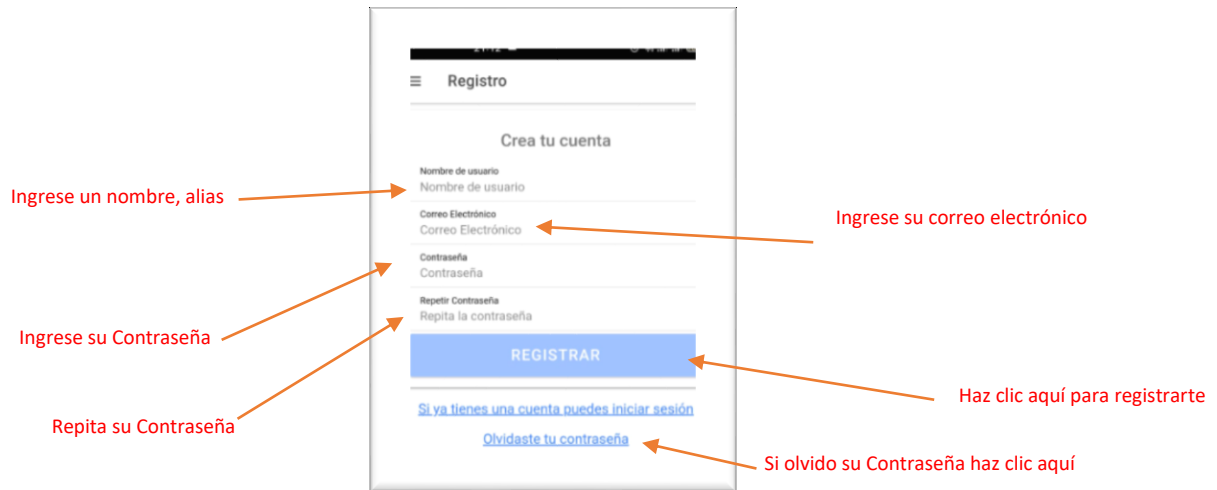 Registro
Crea tu cuenta
Nombre de usuario
Nombre de usuario
Ingrese un nombre, alias
Correo Electrónico
Correo Electrónico
Ingrese su correo electrónico
Contraseña
Contraseña
Ingrese su Contraseña
Repetir Contraseña
Repita la contraseña
Repita su Contraseña
REGISTRAR
Haz clic aquí para registrarte
Si ya tienes una cuenta puedes iniciar sesión
Olvidaste tu contraseña
Si olvido su Contraseña haz clic aquí